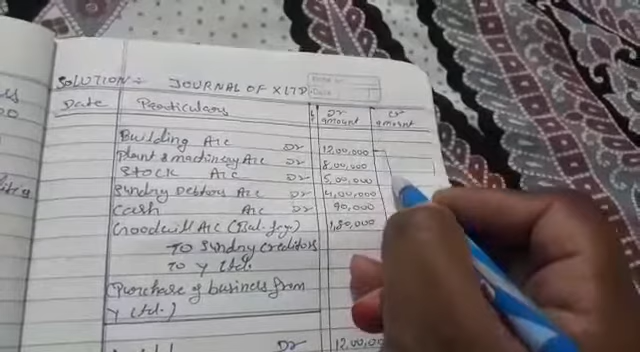 SOLUTION:- JOURNAL OF X LTD
Date Particulars Dr amount Cr amount
Building A/c Dr 12,00,000
Plant & machinery A/c Dr 8,00,000
Stock A/c Dr 5,00,000
Sundry Debtors A/c Dr 4,00,000
Cash A/c Dr 90,000
Goodwill A/c (Bal. fig.) 1,80,000
To Sundry Creditors
To Y Ltd.
(Purchase of business from
Y Ltd.)
Dr 12,00,00